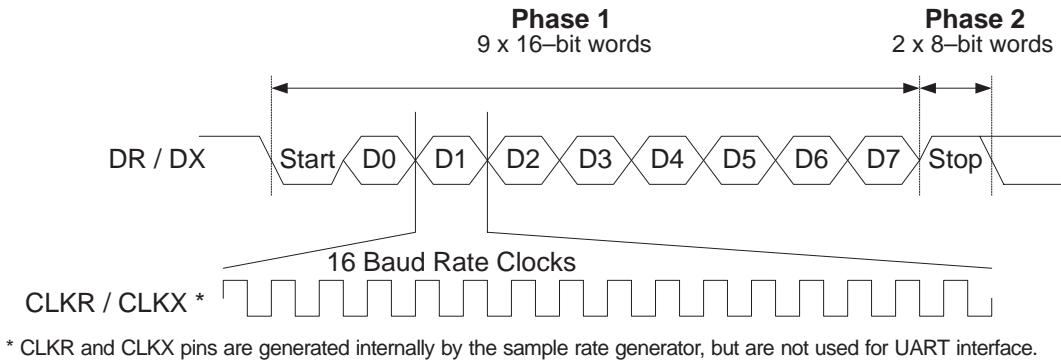 Phase 1 Phase 2
9 x 16–bit words 2 x 8–bit words
DR / DX Start D0 D1 D2 D3 D4 D5 D6 D7 Stop
16 Baud Rate Clocks
CLKR / CLKX *
* CLKR and CLKX pins are generated internally by the sample rate generator, but are not used for UART interface.